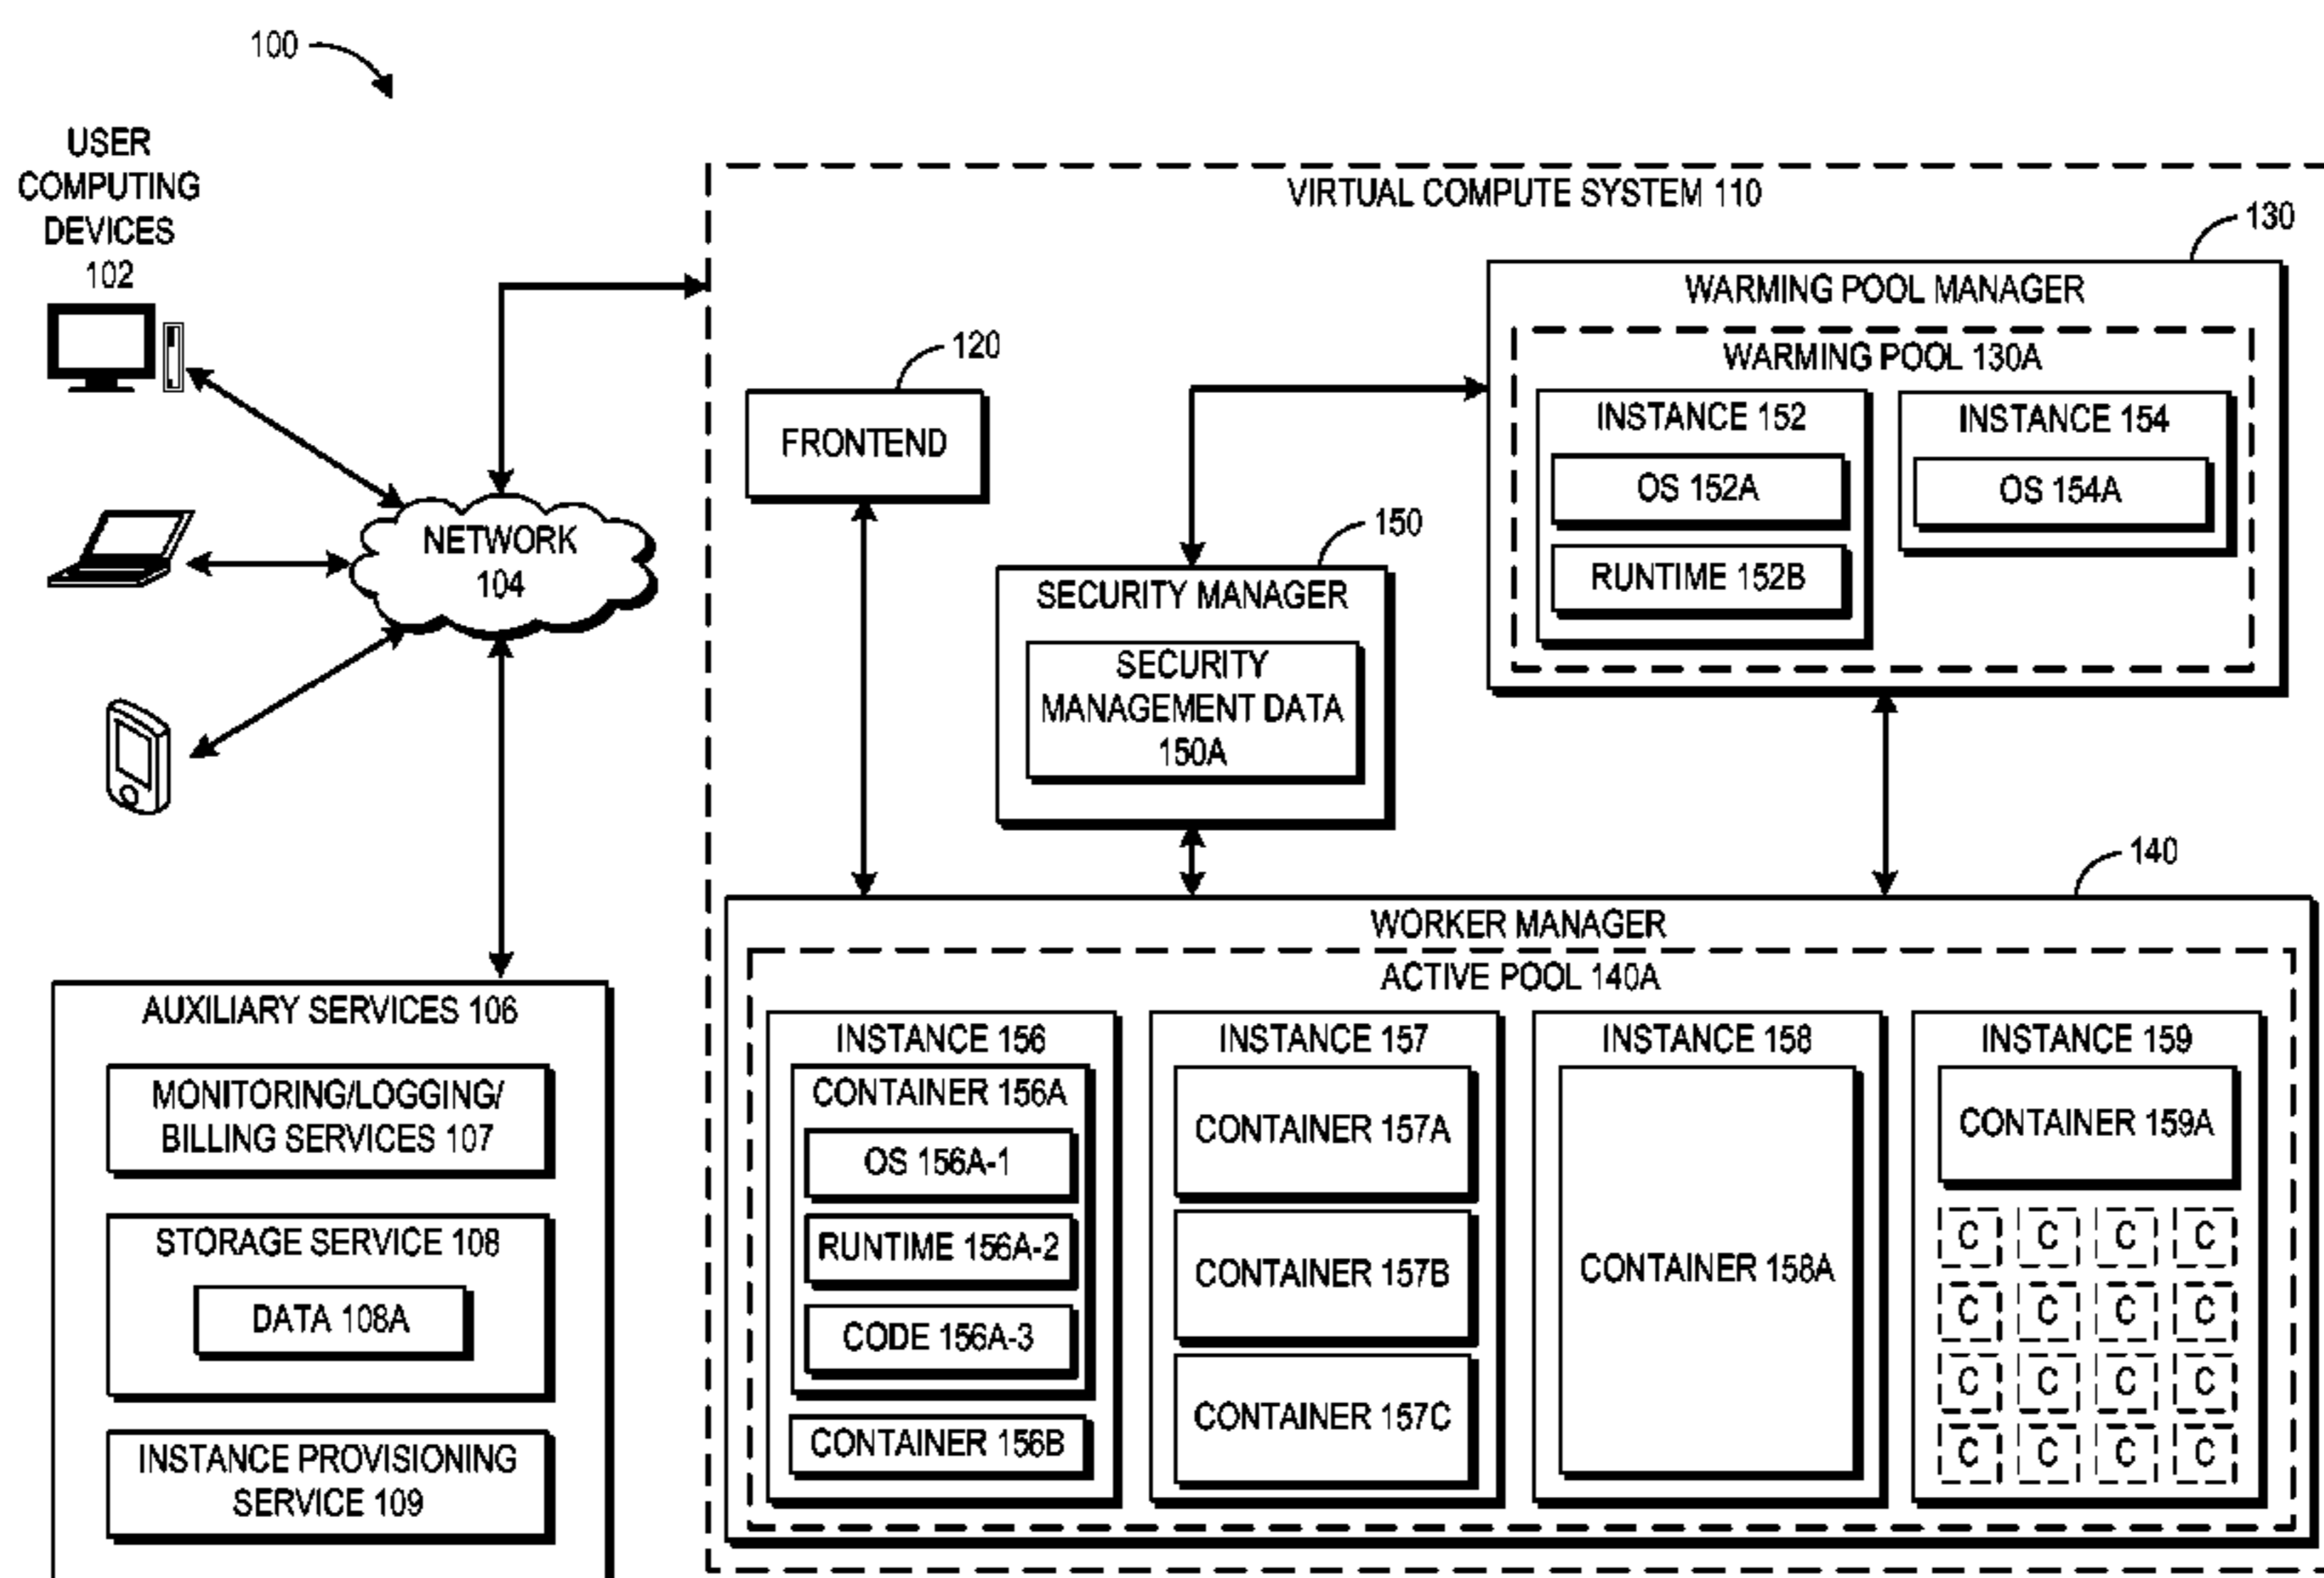 100
USER
COMPUTING
DEVICES
102
NETWORK
104
AUXILIARY SERVICES 106
MONITORING/LOGGING/
BILLING SERVICES 107
STORAGE SERVICE 108
DATA 108A
INSTANCE PROVISIONING
SERVICE 109
VIRTUAL COMPUTE SYSTEM 110
120
FRONTEND
150
SECURITY MANAGER
SECURITY
MANAGEMENT DATA
150A
130
WARMING POOL MANAGER
WARMING POOL 130A
INSTANCE 152
OS 152A
RUNTIME 152B
INSTANCE 154
OS 154A
140
WORKER MANAGER
ACTIVE POOL 140A
INSTANCE 156
CONTAINER 156A
OS 156A-1
RUNTIME 156A-2
CODE 156A-3
CONTAINER 156B
INSTANCE 157
CONTAINER 157A
CONTAINER 157B
CONTAINER 157C
INSTANCE 158
CONTAINER 158A
INSTANCE 159
CONTAINER 159A
C C C C
C C C C
C C C C
C C C C